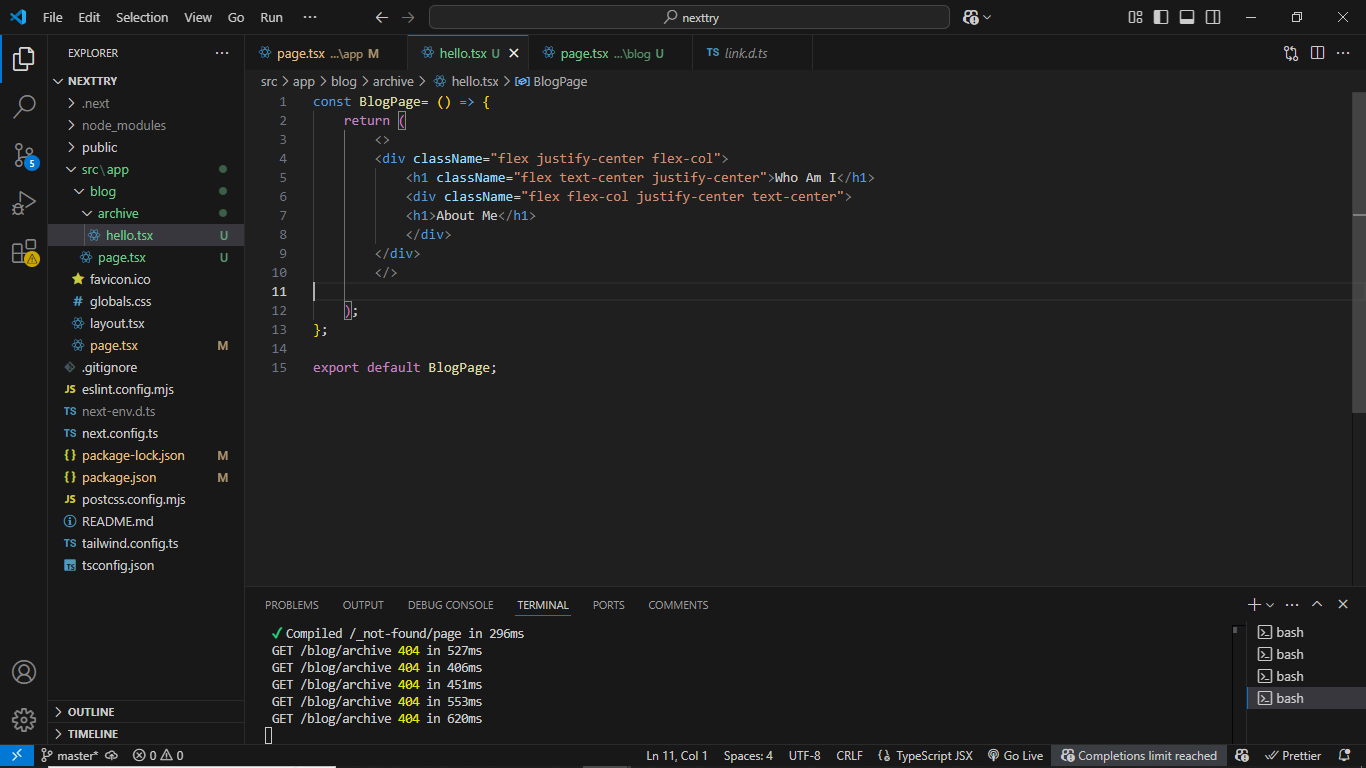 File Edit Selection View Go Run ··· nexttry
EXPLORER ···
NEXTTRY
.next
node_modules
public
src\app
blog
archive
hello.tsx U
page.tsx U
favicon.ico
globals.css
layout.tsx
page.tsx M
.gitignore
eslint.config.mjs
next-env.d.ts
next.config.ts
package-lock.json M
package.json M
postcss.config.mjs
README.md
tailwind.config.ts
tsconfig.json
OUTLINE
TIMELINE
5
page.tsx ...\app M hello.tsx U page.tsx ...\blog U TS link.d.ts ···
src > app > blog > archive > hello.tsx > BlogPage
1 const BlogPage= () => {
2 return (
3 <>
4 <div className="flex justify-center flex-col">
5 <h1 className="flex text-center justify-center">Who Am I</h1>
6 <div className="flex flex-col justify-center text-center">
7 <h1>About Me</h1>
8 </div>
9 </div>
10 </>
11
12 );
13 };
14
15 export default BlogPage;
PROBLEMS OUTPUT DEBUG CONSOLE TERMINAL PORTS COMMENTS
✓ Compiled /_not-found/page in 296ms
GET /blog/archive 404 in 527ms
GET /blog/archive 404 in 406ms
GET /blog/archive 404 in 451ms
GET /blog/archive 404 in 553ms
GET /blog/archive 404 in 620ms
bash
bash
bash
bash
master* 0 0 Ln 11, Col 1 Spaces: 4 UTF-8 CRLF {} TypeScript JSX Go Live Completions limit reached Prettier